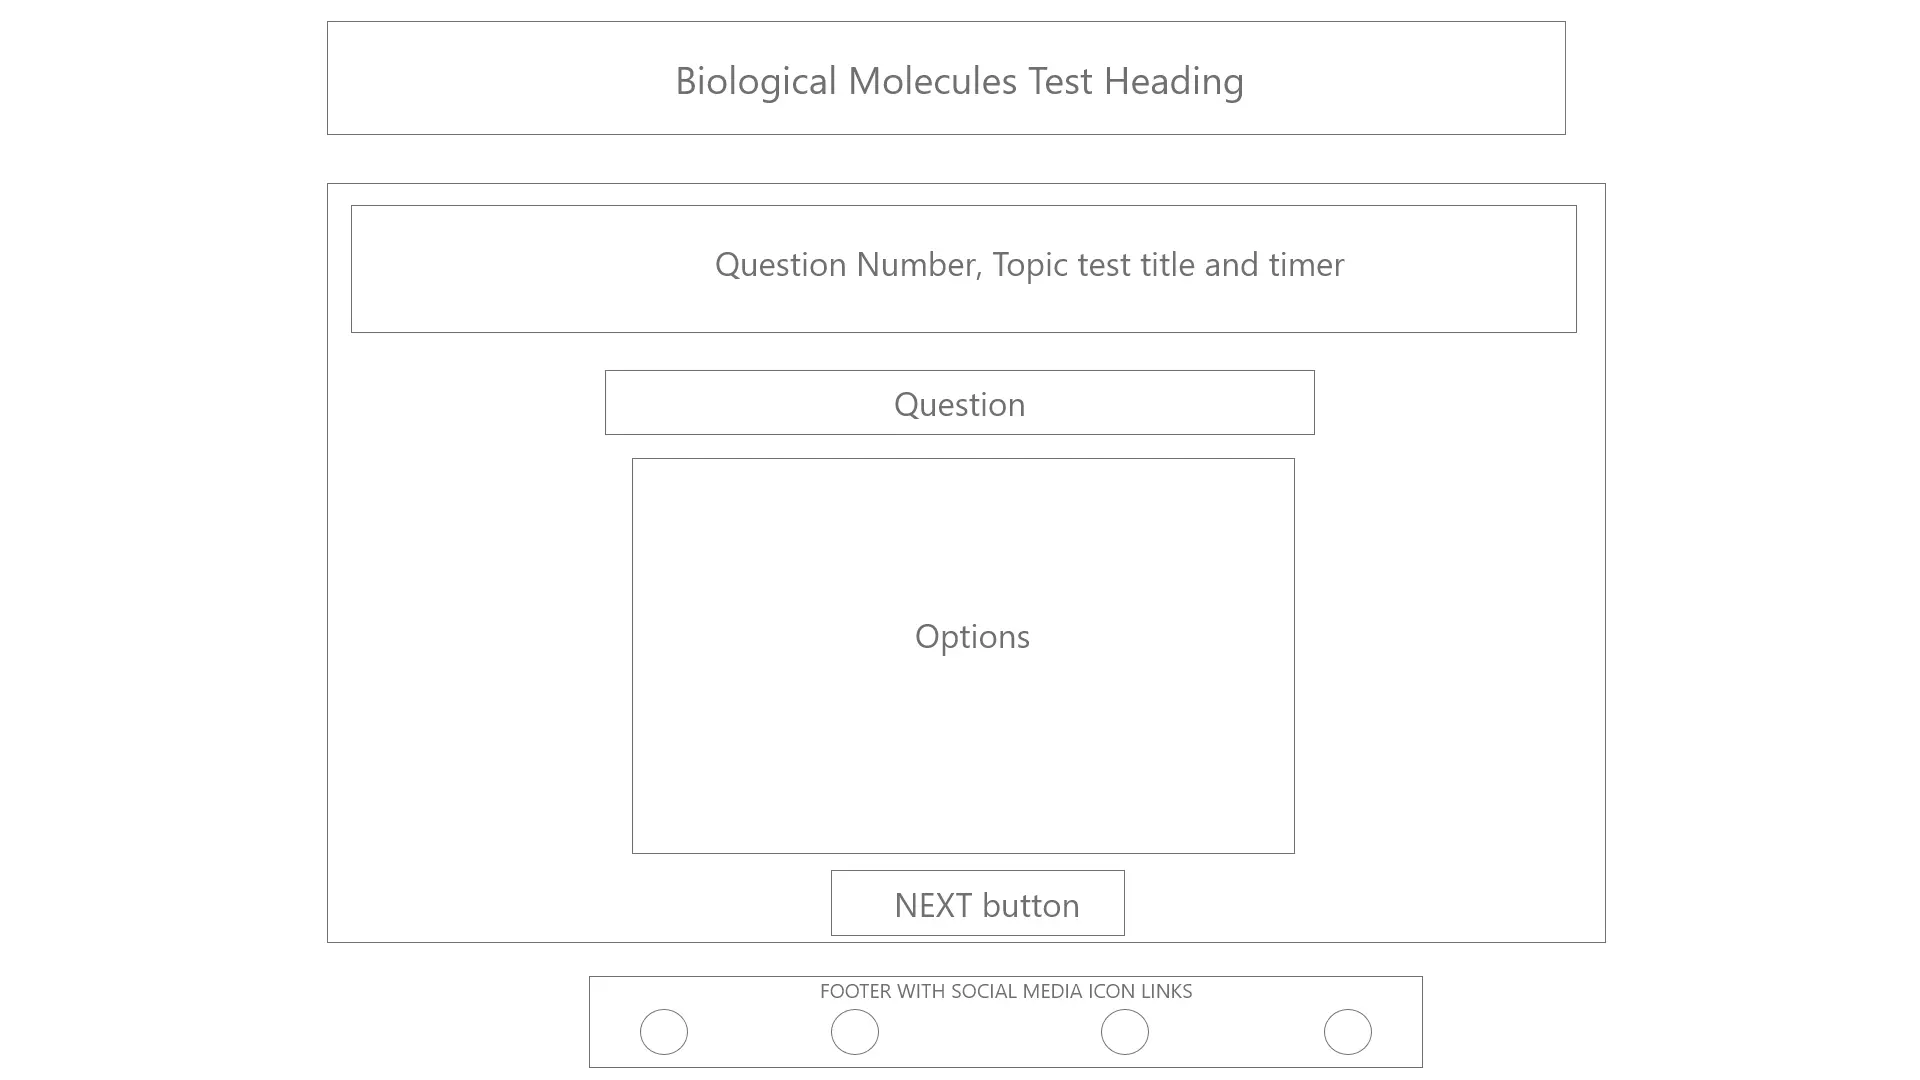 Biological Molecules Test Heading
Question Number, Topic test title and timer
Question
Options
NEXT button
FOOTER WITH SOCIAL MEDIA ICON LINKS